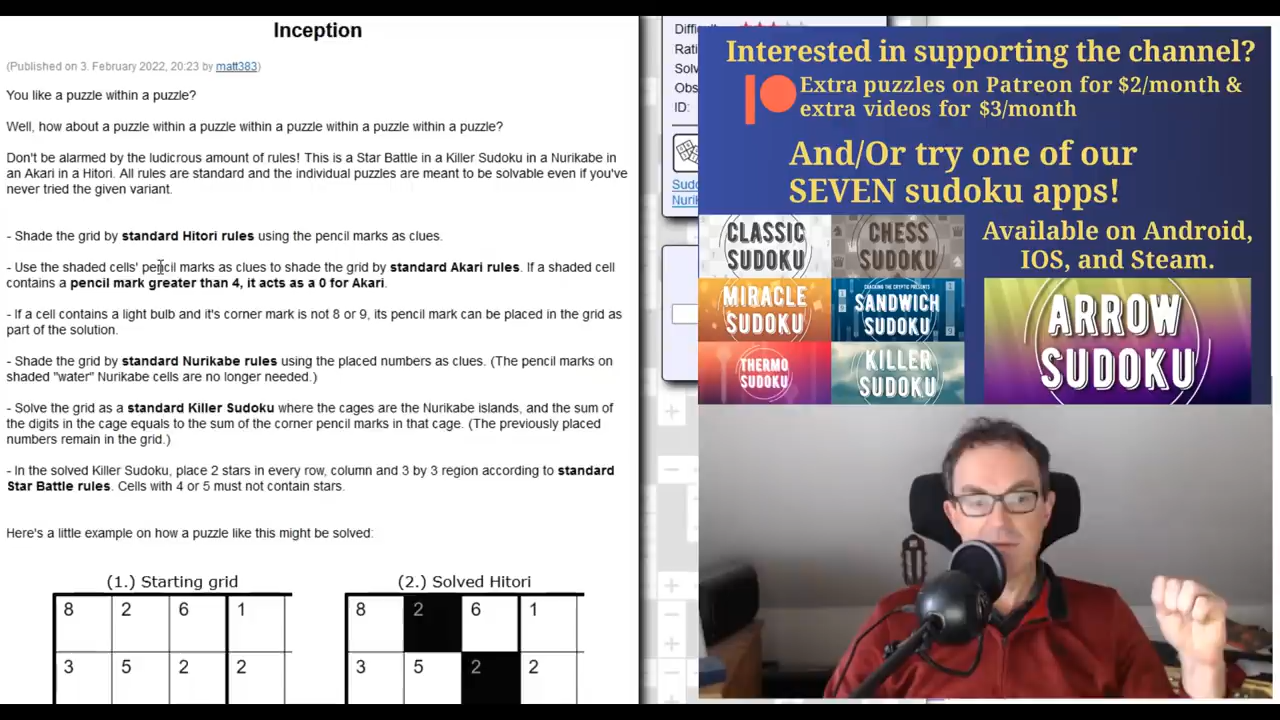 Inception
(Published on 3. February 2022, 20:23 by matt383)
You like a puzzle within a puzzle?
Well, how about a puzzle within a puzzle within a puzzle within a puzzle within a puzzle?
Don't be alarmed by the ludicrous amount of rules! This is a Star Battle in a Killer Sudoku in a Nurikabe in
an Akari in a Hitori. All rules are standard and the individual puzzles are meant to be solvable even if you've
never tried the given variant.
- Shade the grid by standard Hitori rules using the pencil marks as clues.
- Use the shaded cells' pencil marks as clues to shade the grid by standard Akari rules. If a shaded cell
contains a pencil mark greater than 4, it acts as a 0 for Akari.
- If a cell contains a light bulb and it's corner mark is not 8 or 9, its pencil mark can be placed in the grid as
part of the solution.
- Shade the grid by standard Nurikabe rules using the placed numbers as clues. (The pencil marks on
shaded "water" Nurikabe cells are no longer needed.)
- Solve the grid as a standard Killer Sudoku where the cages are the Nurikabe islands, and the sum of
the digits in the cage equals to the sum of the corner pencil marks in that cage. (The previously placed
numbers remain in the grid.)
- In the solved Killer Sudoku, place 2 stars in every row, column and 3 by 3 region according to standard
Star Battle rules. Cells with 4 or 5 must not contain stars.
Here's a little example on how a puzzle like this might be solved:
(1.) Starting grid
8 2 6 1
3 5 2 2
(2.) Solved Hitori
8 2 6 1
3 5 2 2
Rati
Solv
Obs
ID:
Sud
Nurik
Interested in supporting the channel?
Extra puzzles on Patreon for $2/month &
extra videos for $3/month
And/Or try one of our
SEVEN sudoku apps!
CLASSIC
SUDOKU
CHESS
SUDOKU
MIRACLE
SUDOKU
CRACKING THE CRYPTIC PRESENTS
SANDWICH
SUDOKU
THERMO
SUDOKU
KILLER
SUDOKU
Available on Android,
IOS, and Steam.
ARROW
SUDOKU